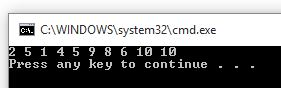 C:\WINDOWS\system32\cmd.exe
2 5 1 4 5 9 8 6 10 10
Press any key to continue . . .